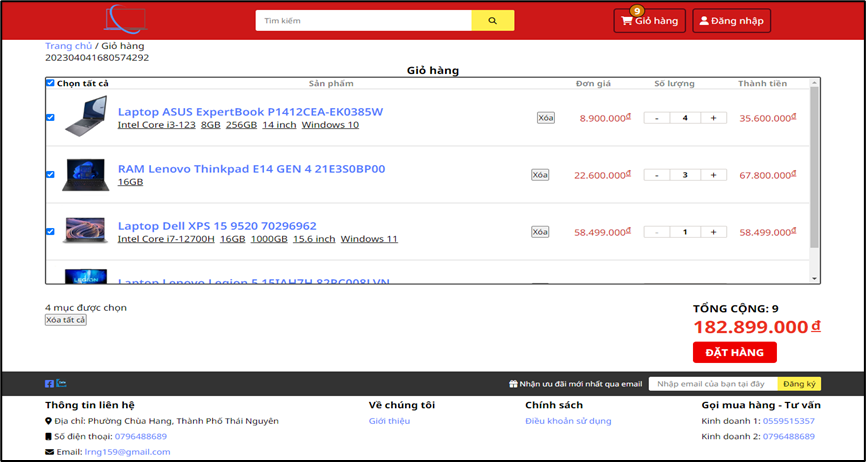 Tìm kiếm
9
Giỏ hàng
Đăng nhập
Trang chủ / Giỏ hàng
202304041680574292
Giỏ hàng
Chọn tất cả Sản phẩm Đơn giá Số lượng Thành tiền
Laptop ASUS ExpertBook P1412CEA-EK0385W
Intel Core i3-123 8GB 256GB 14 inch Windows 10
Xóa 8.900.000₫ - 4 + 35.600.000₫
RAM Lenovo Thinkpad E14 GEN 4 21E3S0BP00
16GB
Xóa 22.600.000₫ - 3 + 67.800.000₫
Laptop Dell XPS 15 9520 70296962
Intel Core i7-12700H 16GB 1000GB 15.6 inch Windows 11
Xóa 58.499.000₫ - 1 + 58.499.000₫
Laptop Lenovo Legion 5 15IAH7H 82RC008LVN
4 mục được chọn
Xóa tất cả
TỔNG CỘNG: 9
182.899.000 ₫
ĐẶT HÀNG
Nhận ưu đãi mới nhất qua email Nhập email của bạn tại đây Đăng ký
Thông tin liên hệ Về chúng tôi Chính sách Gọi mua hàng - Tư vấn
Địa chỉ: Phường Chùa Hang, Thành Phố Thái Nguyên Giới thiệu Điều khoản sử dụng Kinh doanh 1: 0559515357
Số điện thoại: 0796488689 Kinh doanh 2: 0796488689
Email: lrng159@gmail.com